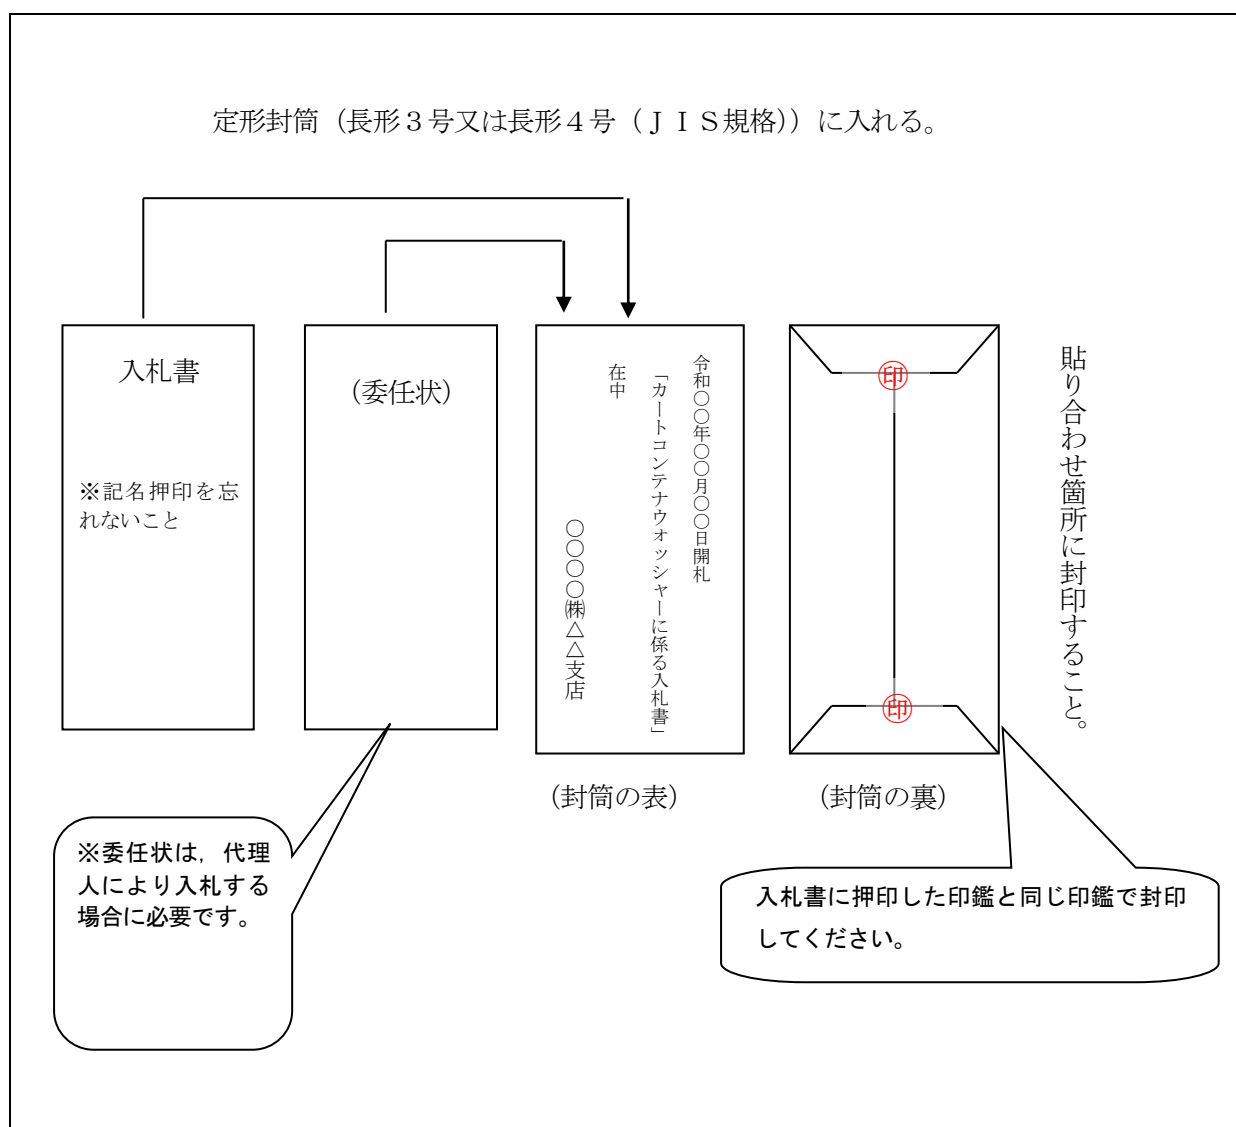 定形封筒（長形３号又は長形４号（ＪＩＳ規格））に入れる。
入札書
※記名押印を忘
れないこと
（委任状）
令和〇〇年〇〇月〇〇日開札
「カートコンテナウォッシャーに係る入札書」
在中
〇〇〇〇㈱△△支店
印
印
貼り合わせ箇所に封印すること。
（封筒の表）
（封筒の裏）
※委任状は，代理
人により入札する
場合に必要です。
入札書に押印した印鑑と同じ印鑑で封印
してください。